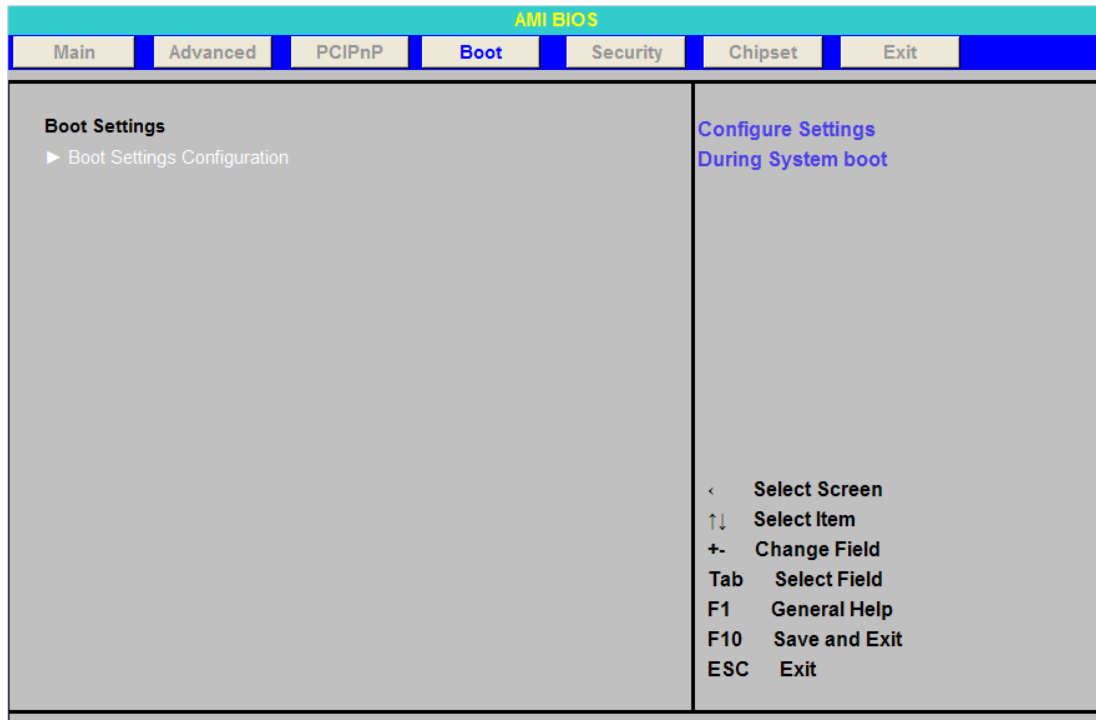 AMI BIOS
Main Advanced PCIPnP Boot Security Chipset Exit
Boot Settings
► Boot Settings Configuration
Configure Settings
During System boot
‹ Select Screen
↑↓ Select Item
+- Change Field
Tab Select Field
F1 General Help
F10 Save and Exit
ESC Exit